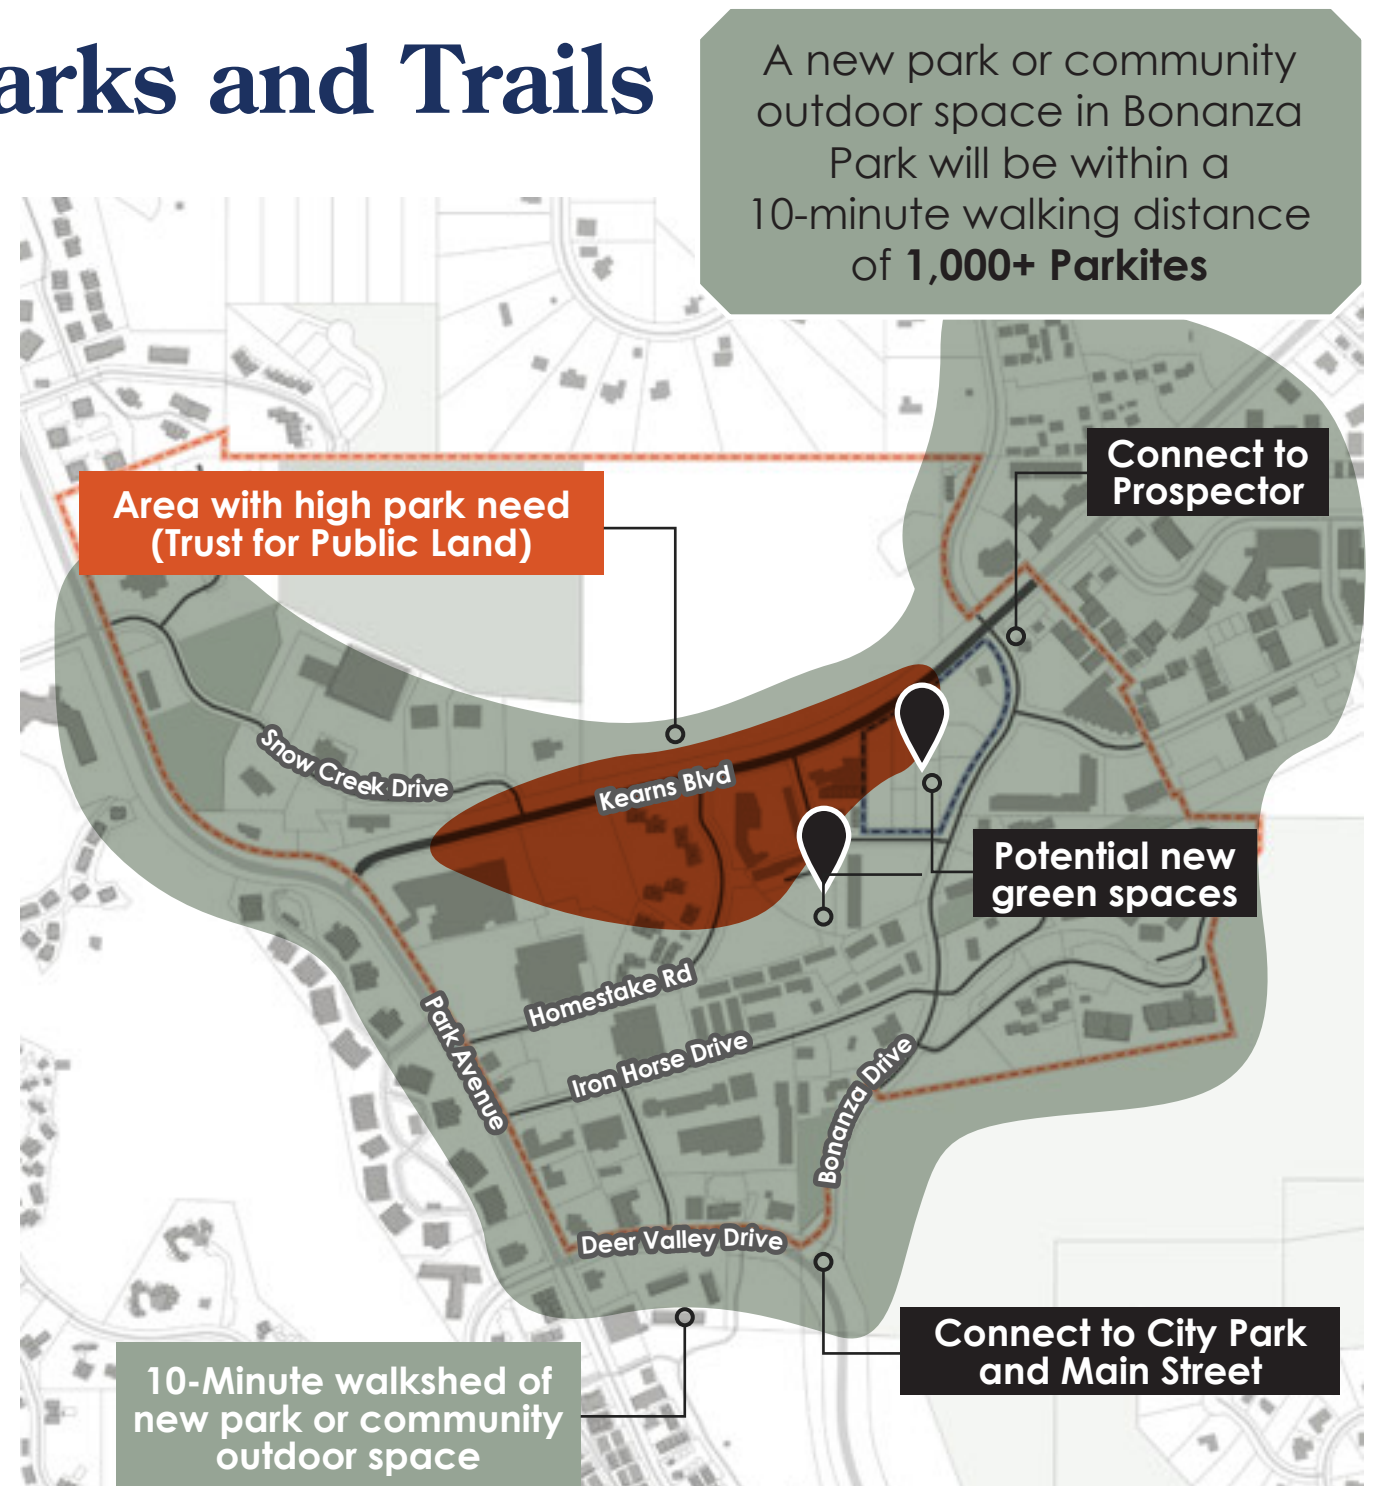 arks and Trails
A new park or community
outdoor space in Bonanza
Park will be within a
10-minute walking distance
of 1,000+ Parkites
Connect to
Prospector
Area with high park need
(Trust for Public Land)
Snow Creek Drive
Kearns Blvd
Potential new
green spaces
Homestake Rd
Park Avenue
Iron Horse Drive
Bonanza Drive
Deer Valley Drive
Connect to City Park
and Main Street
10-Minute walkshed of
new park or community
outdoor space